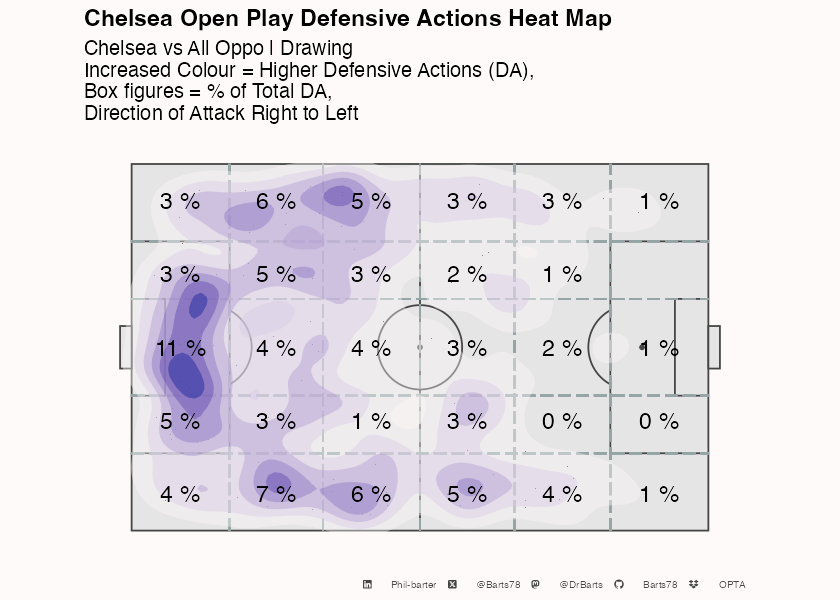 Chelsea Open Play Defensive Actions Heat Map
Chelsea vs All Oppo | Drawing
Increased Colour = Higher Defensive Actions (DA),
Box figures = % of Total DA,
Direction of Attack Right to Left
3 % 6 % 5 % 3 % 3 % 1 %
3 % 5 % 3 % 2 % 1 %
11 % 4 % 4 % 3 % 2 % 1 %
5 % 3 % 1 % 3 % 0 % 0 %
4 % 7 % 6 % 5 % 4 % 1 %
Phil-barter @Barts78 @DrBarts Barts78 OPTA